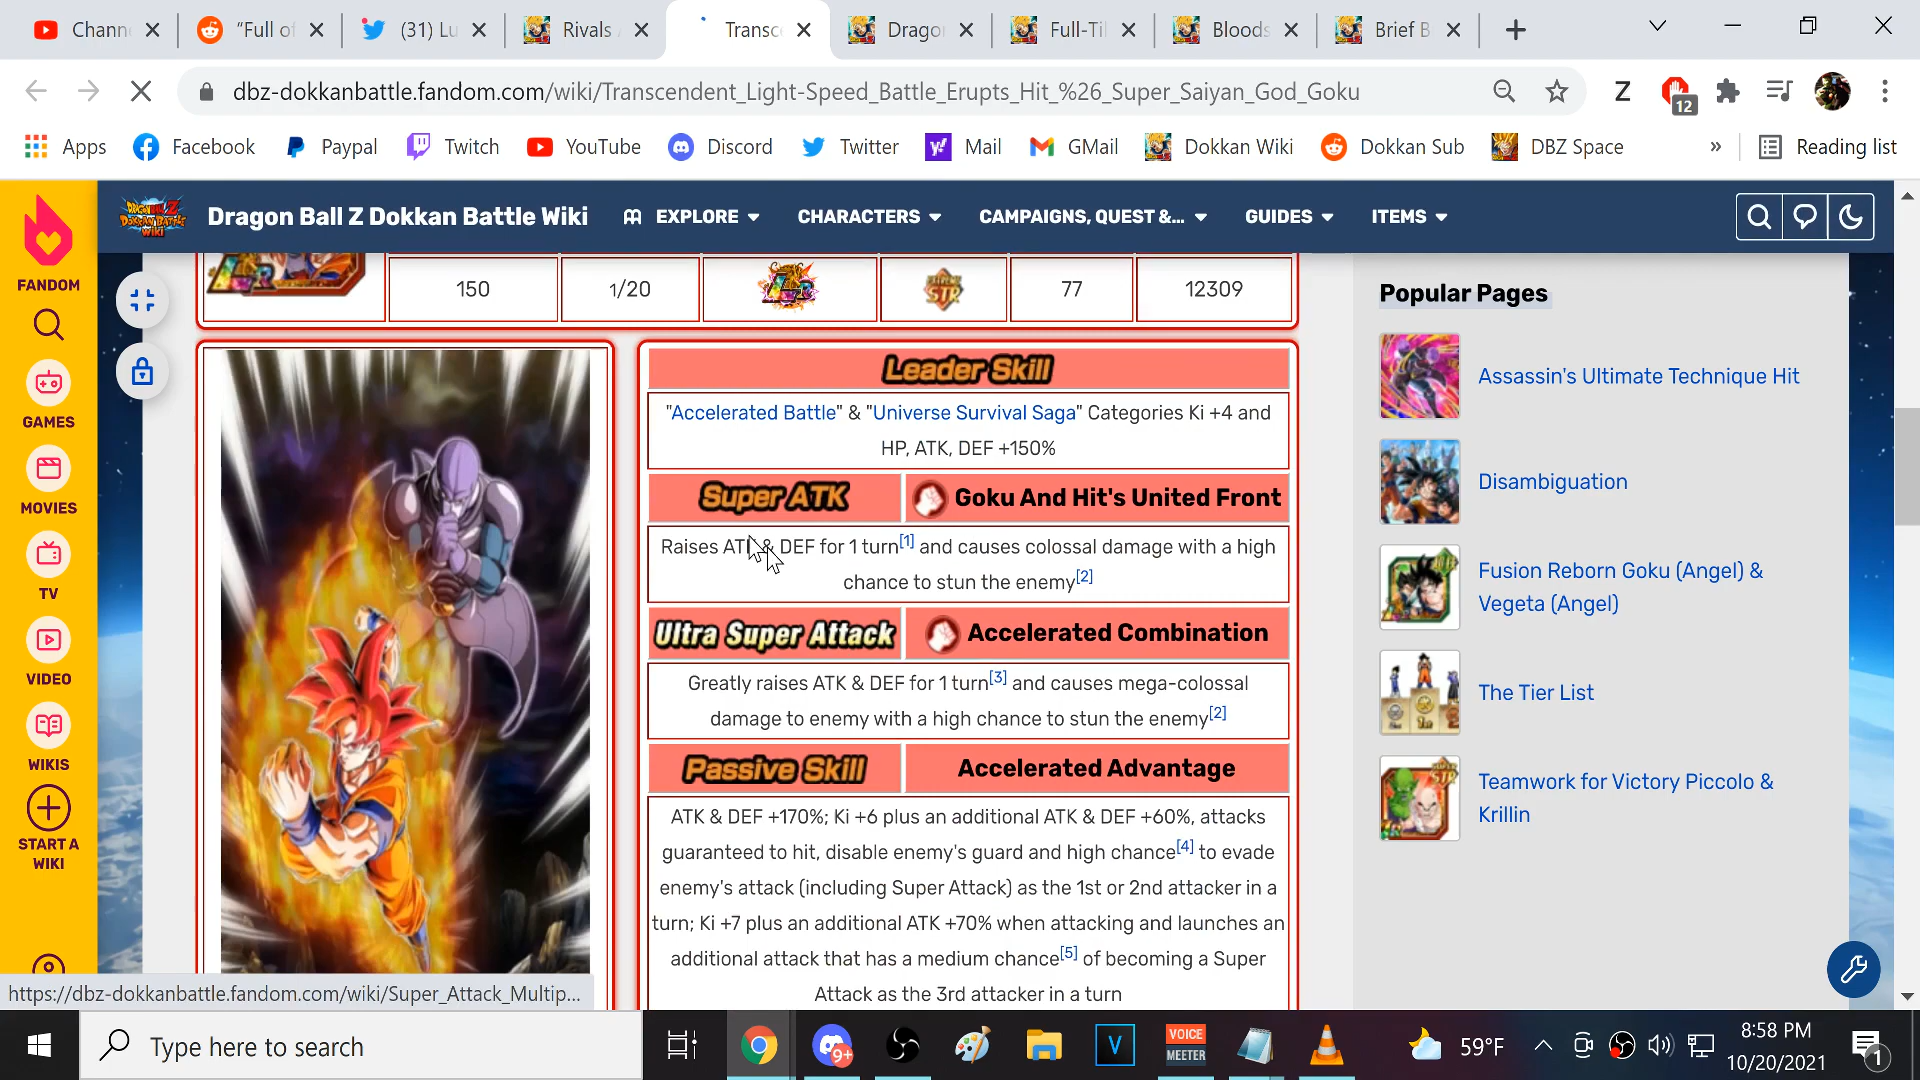 Chann
"Full of
(31) Lu
Rivals
Transc
Drago
Full-Til
Bloods
Brief B
dbz-dokkanbattle.fandom.com/wiki/Transcendent_Light-Speed_Battle_Erupts_Hit_%26_Super_Saiyan_God_Goku
Z
12
Apps
Facebook
Paypal
Twitch
YouTube
Discord
Twitter
Mail
GMail
Dokkan Wiki
Dokkan Sub
DBZ Space
»
Reading list
Dragon Ball Z Dokkan Battle Wiki
EXPLORE
CHARACTERS
CAMPAIGNS, QUEST &...
GUIDES
ITEMS
FANDOM
GAMES
MOVIES
TV
VIDEO
WIKIS
START A
WIKI
LR
150
1/20
LR
SUPER
STR
77
12309
Leader Skill
"Accelerated Battle" & "Universe Survival Saga" Categories Ki +4 and
HP, ATK, DEF +150%
Super ATK
Goku And Hit's United Front
Raises ATK & DEF for 1 turn[1] and causes colossal damage with a high
chance to stun the enemy[2]
Ultra Super Attack
Accelerated Combination
Greatly raises ATK & DEF for 1 turn[3] and causes mega-colossal
damage to enemy with a high chance to stun the enemy[2]
Passive Skill
Accelerated Advantage
ATK & DEF +170%; Ki +6 plus an additional ATK & DEF +60%, attacks
guaranteed to hit, disable enemy's guard and high chance[4] to evade
enemy's attack (including Super Attack) as the 1st or 2nd attacker in a
turn; Ki +7 plus an additional ATK +70% when attacking and launches an
additional attack that has a medium chance[5] of becoming a Super
Attack as the 3rd attacker in a turn
Popular Pages
Assassin's Ultimate Technique Hit
Disambiguation
Fusion Reborn Goku (Angel) &
Vegeta (Angel)
The Tier List
Teamwork for Victory Piccolo &
Krillin
https://dbz-dokkanbattle.fandom.com/wiki/Super_Attack_Multip...
Type here to search
9+
V
VOICE
MEETER
59°F
8:58 PM
10/20/2021
1